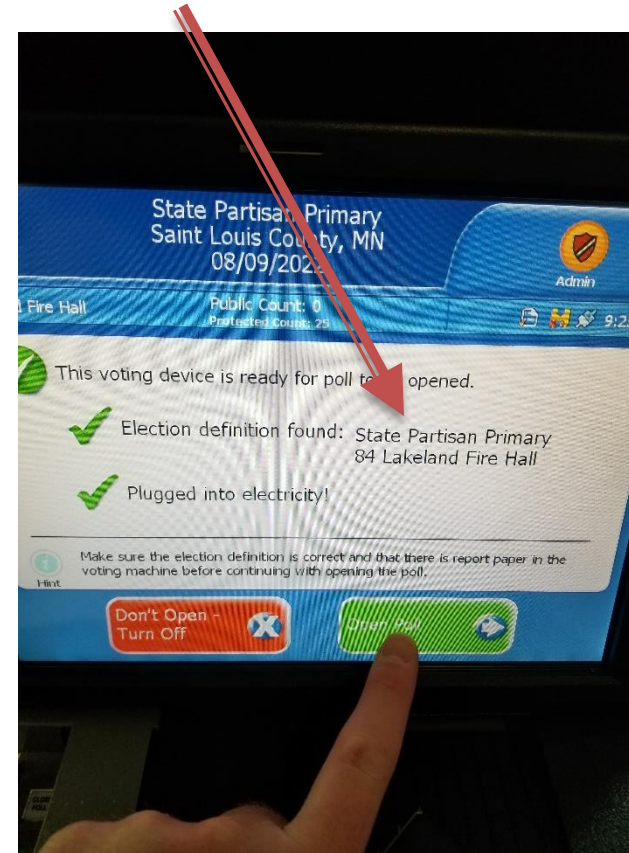 State Partisan Primary
Saint Louis County, MN
Admin
Fire Hall
Public Count: 0
Protected Count: 25
This voting device is ready for poll opened.
Election definition found: State Partisan Primary
84 Lakeland Fire Hall
Plugged into electricity!
Make sure the election definition is correct and that there is report paper in the
voting machine before continuing with opening the poll.
Hint
Don't Open -
Turn Off
Open Poll
POLL